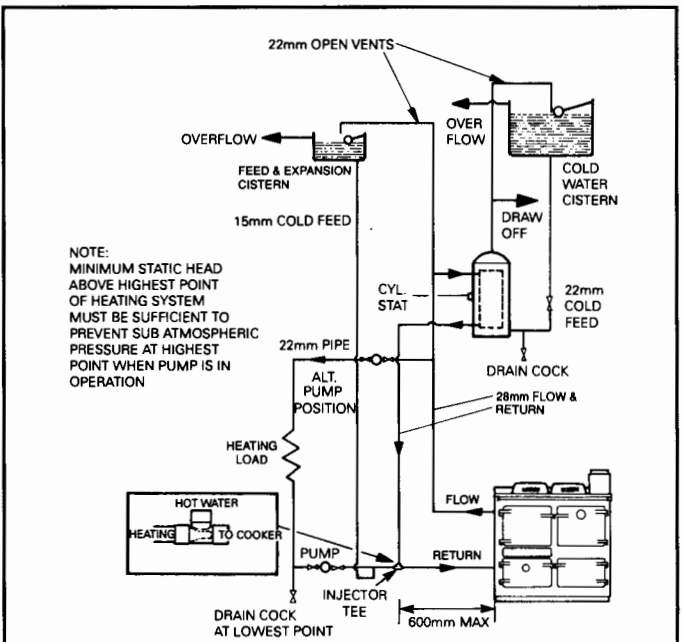 22mm OPEN VENTS
OVERFLOW
FEED & EXPANSION
CISTERN
OVER
FLOW
COLD
WATER
CISTERN
15mm COLD FEED
DRAW
OFF
NOTE:
MINIMUM STATIC HEAD
ABOVE HIGHEST POINT
OF HEATING SYSTEM
MUST BE SUFFICIENT TO
PREVENT SUB ATMOSPHERIC
PRESSURE AT HIGHEST
POINT WHEN PUMP IS IN
OPERATION
CYL.
STAT
22mm
COLD
FEED
22mm PIPE
DRAIN COCK
ALT.
PUMP
POSITION
28mm FLOW &
RETURN
HEATING
LOAD
HOT WATER
HEATING
TO COOKER
FLOW
PUMP
RETURN
INJECTOR
TEE
DRAIN COCK
AT LOWEST POINT
600mm MAX